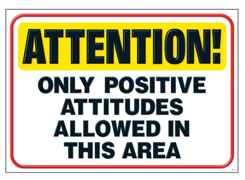 ATTENTION!
ONLY POSITIVE
ATTITUDES
ALLOWED IN
THIS AREA